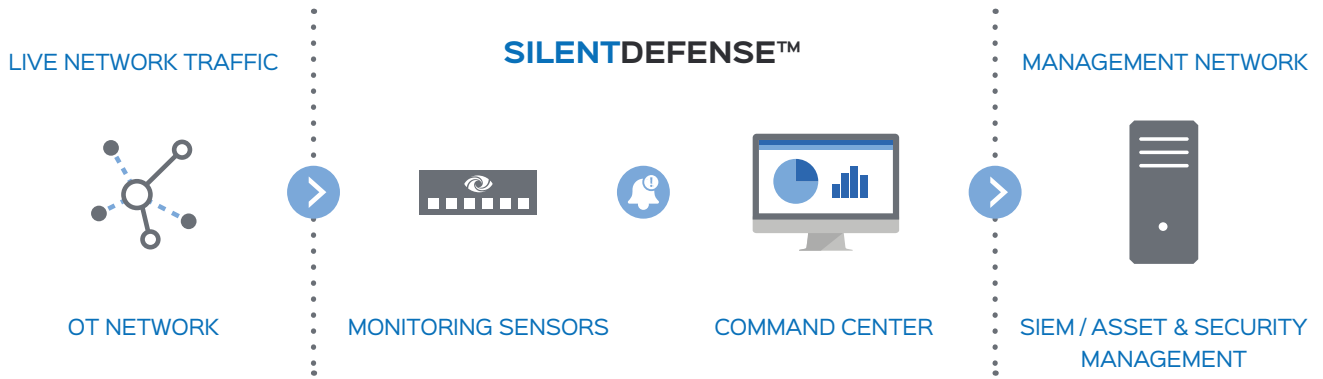 LIVE NETWORK TRAFFIC
SILENTDEFENSE™
MANAGEMENT NETWORK
!
OT NETWORK
MONITORING SENSORS
COMMAND CENTER
SIEM / ASSET & SECURITY
MANAGEMENT